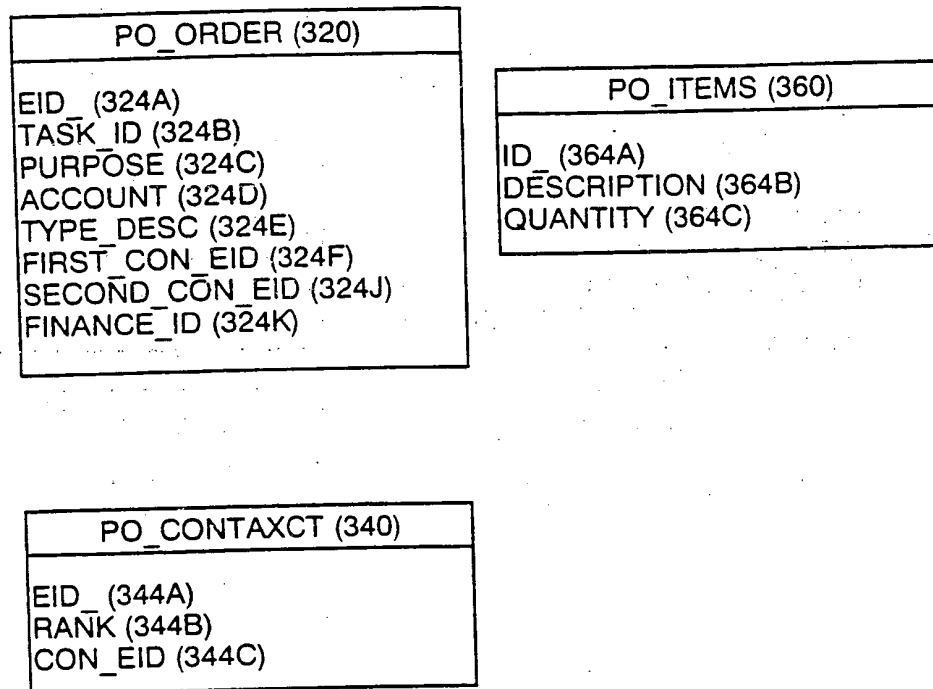 PO_ORDER (320)
EID_ (324A)
TASK_ID (324B)
PURPOSE (324C)
ACCOUNT (324D)
TYPE_DESC (324E)
FIRST_CON_EID (324F)
SECOND_CON_EID (324J)
FINANCE_ID (324K)
PO_ITEMS (360)
ID_ (364A)
DESCRIPTION (364B)
QUANTITY (364C)
PO_CONTAXCT (340)
EID_ (344A)
RANK (344B)
CON_EID (344C)